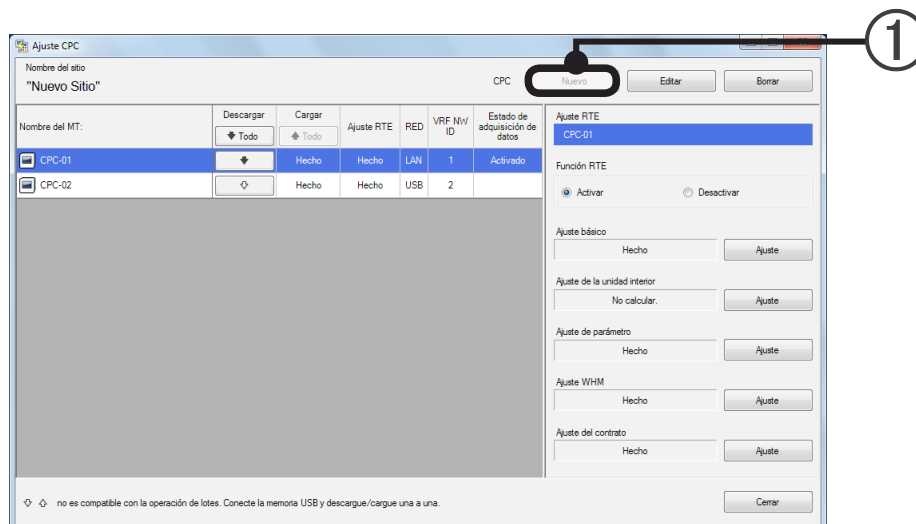 1
Ajuste CPC
Nombre del sitio
"Nuevo Sitio"
CPC
Nuevo
Editar
Borrar
Nombre del MT:
Descargar
Todo
Cargar
Todo
Ajuste RTE
RED
VRF NW
ID
Estado de
adquisición de
datos
CPC-01
Hecho
Hecho
LAN
1
Activado
CPC-02
Hecho
Hecho
USB
2
Ajuste RTE
CPC-01
Función RTE
Activar
Desactivar
Ajuste básico
Hecho
Ajuste
Ajuste de la unidad interior
No calcular.
Ajuste
Ajuste de parámetro
Hecho
Ajuste
Ajuste WHM
Hecho
Ajuste
Ajuste del contrato
Hecho
Ajuste
no es compatible con la operación de lotes. Conecte la memoria USB y descargue/cargue una a una.
Cerrar